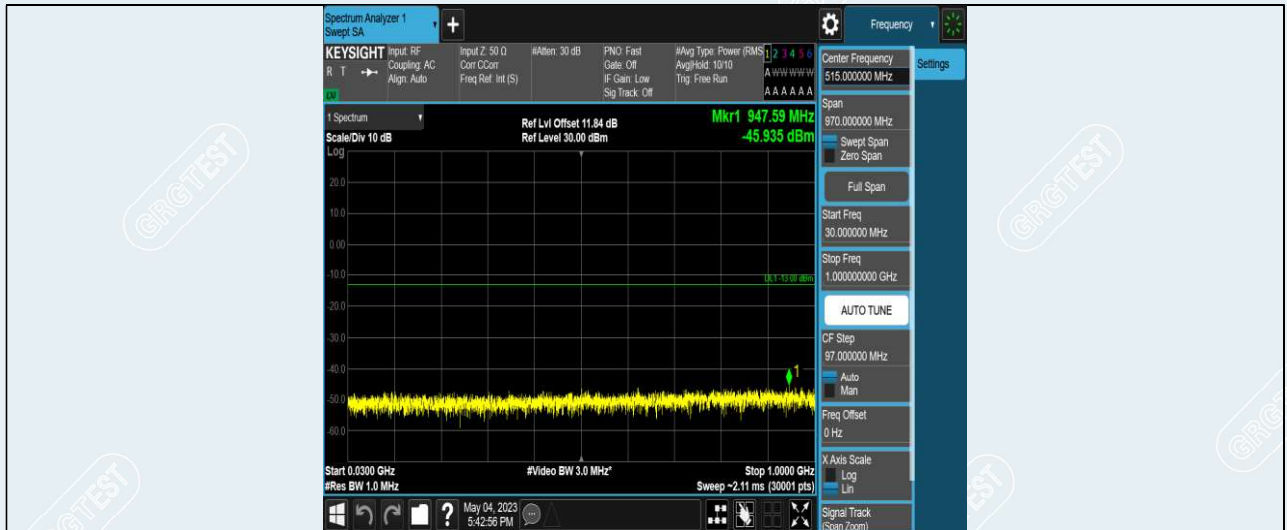 Spectrum Analyzer 1
Swept SA
+
Frequency
KEYSIGHT
R T
LXI
Input: RF
Coupling: AC
Align: Auto
Input Z: 50 Ω
Corr CCorr
Freq Ref: Int (S)
#Atten: 30 dB
PNO: Fast
Gate: Off
IF Gain: Low
Sig Track: Off
#Avg Type: Power (RMS
Avg|Hold: 10/10
Trig: Free Run
1 2 3 4 5 6
A W W W W W
A A A A A A
1 Spectrum
Scale/Div 10 dB
Log
Ref Lvl Offset 11.84 dB
Ref Level 30.00 dBm
Mkr1 947.59 MHz
-45.935 dBm
20.0
10.0
0.00
-10.0
DL1 -13.00 dBm
-20.0
-30.0
-40.0
1
-50.0
-60.0
Start 0.0300 GHz
#Res BW 1.0 MHz
#Video BW 3.0 MHz*
Stop 1.0000 GHz
Sweep ~2.11 ms (30001 pts)
?
May 04, 2023
5:42:56 PM
Center Frequency
515.000000 MHz
Settings
Span
970.000000 MHz
Swept Span
Zero Span
Full Span
Start Freq
30.000000 MHz
Stop Freq
1.000000000 GHz
AUTO TUNE
CF Step
97.000000 MHz
Auto
Man
Freq Offset
0 Hz
X Axis Scale
Log
Lin
Signal Track
(Span Zoom)
GRGTEST
GRGTEST